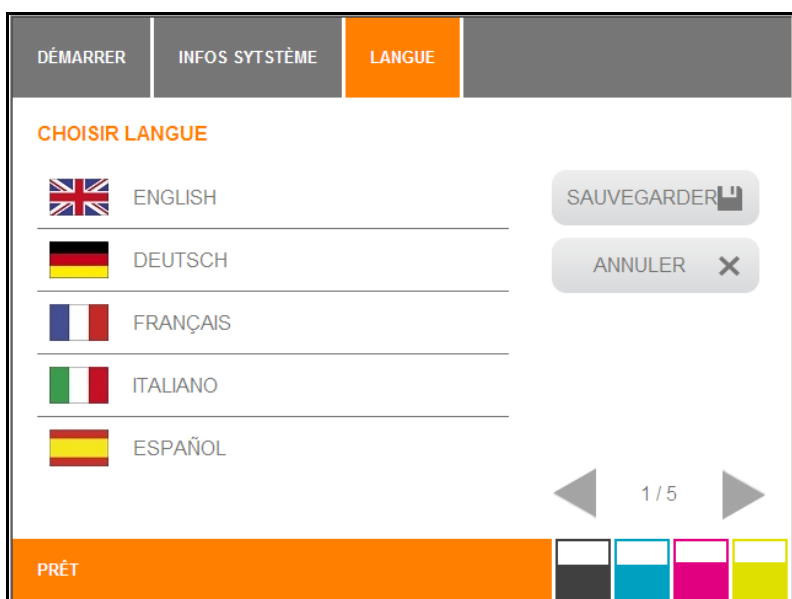 DÉMARRER
INFOS SYTSTÈME
LANGUE
CHOISIR LANGUE
ENGLISH
DEUTSCH
FRANÇAIS
ITALIANO
ESPAÑOL
SAUVEGARDER
ANNULER
1 / 5
PRÊT